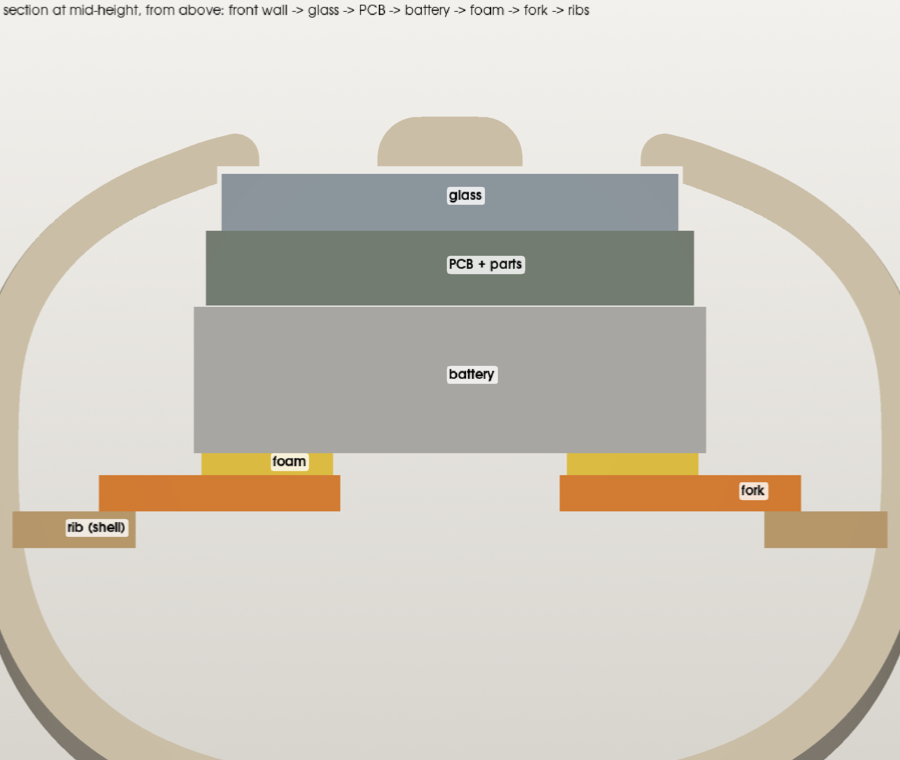 section at mid-height, from above: front wall -> glass -> PCB -> battery -> foam -> fork -> ribs
glass
PCB + parts
battery
foam
fork
rib (shell)